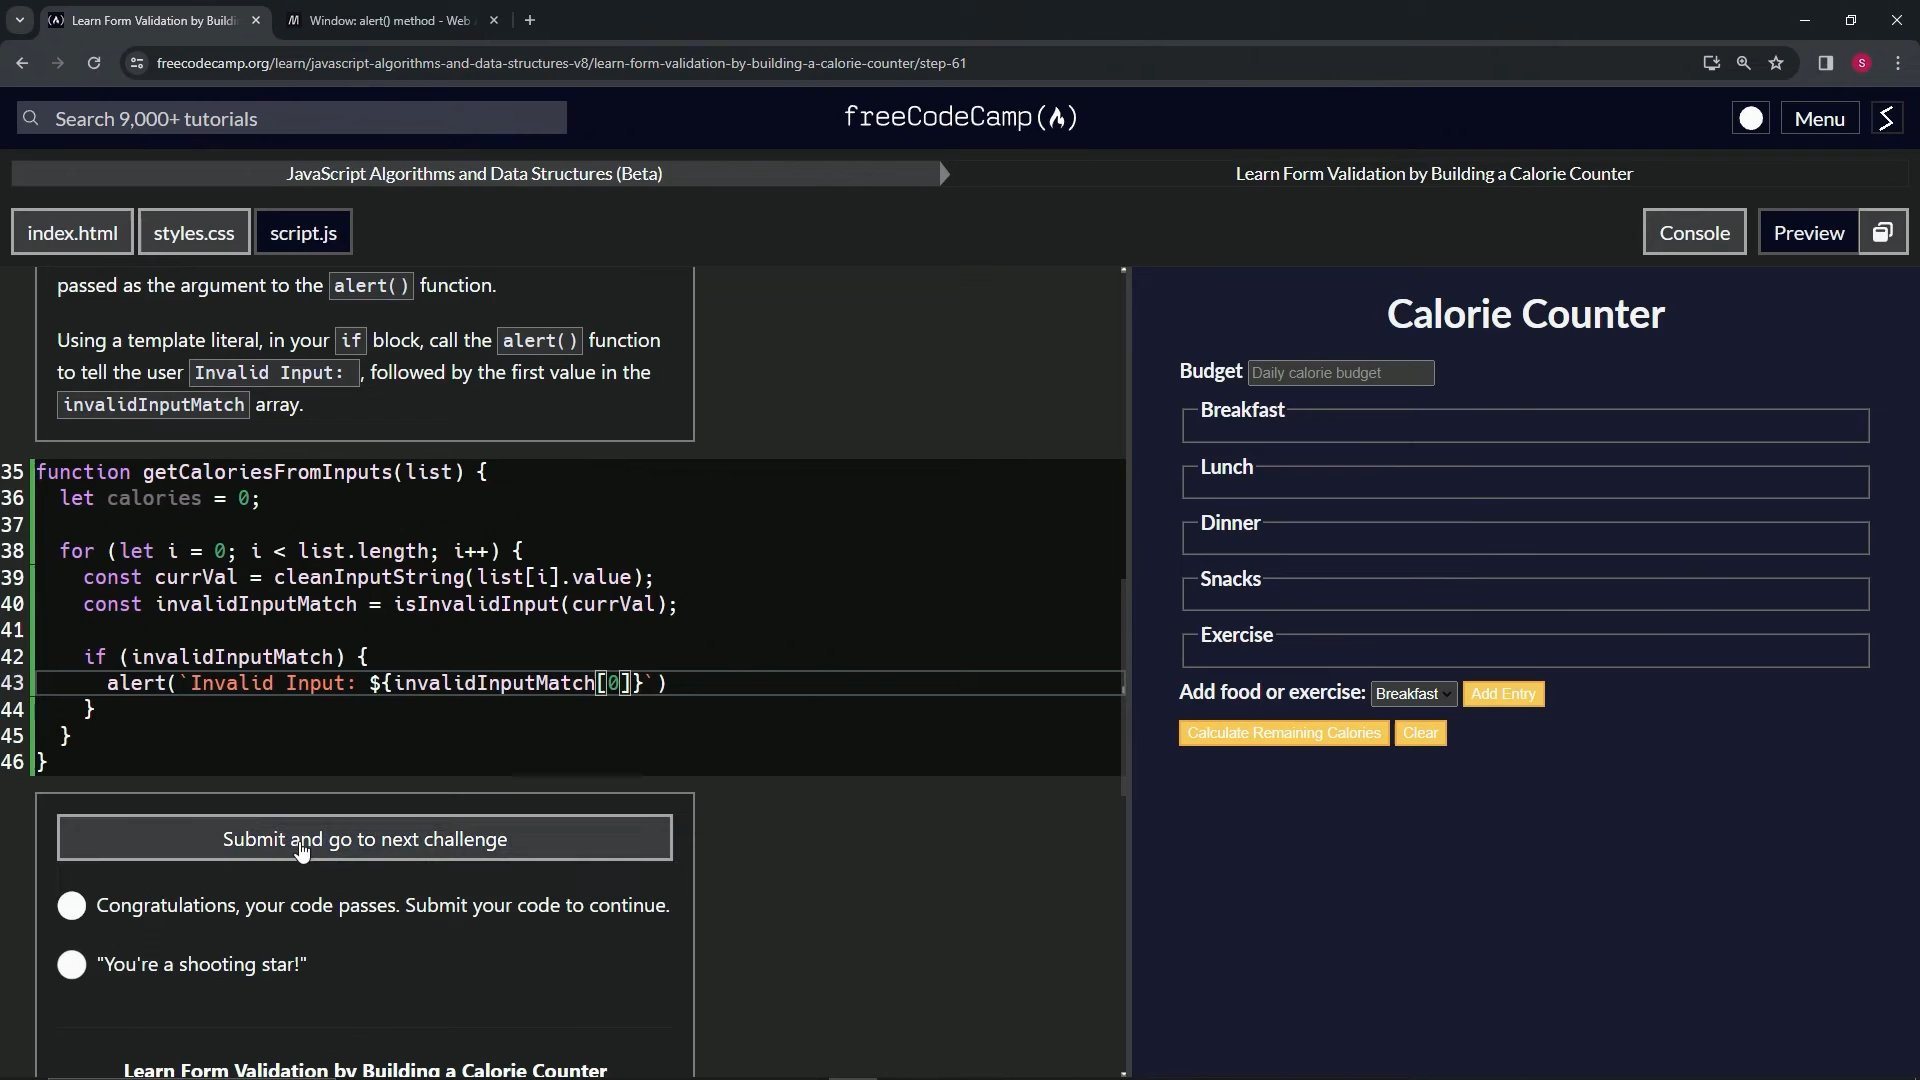 Learn Form Validation by Buildi
Window: alert() method - Web
freecodecamp.org/learn/javascript-algorithms-and-data-structures-v8/learn-form-validation-by-building-a-calorie-counter/step-61
S
Search 9,000+ tutorials
freeCodeCamp(🔥)
Menu
JavaScript Algorithms and Data Structures (Beta)
Learn Form Validation by Building a Calorie Counter
index.html
styles.css
script.js
Console
Preview
passed as the argument to the alert() function.
Using a template literal, in your if block, call the alert() function
to tell the user Invalid Input: , followed by the first value in the
invalidInputMatch array.
35 function getCaloriesFromInputs(list) {
36 let calories = 0;
37
38 for (let i = 0; i < list.length; i++) {
39 const currVal = cleanInputString(list[i].value);
40 const invalidInputMatch = isInvalidInput(currVal);
41
42 if (invalidInputMatch) {
43 alert(`Invalid Input: ${invalidInputMatch[0]}`)
44 }
45 }
46 }
Submit and go to next challenge
Congratulations, your code passes. Submit your code to continue.
"You're a shooting star!"
Learn Form Validation by Building a Calorie Counter
Calorie Counter
Budget Daily calorie budget
Breakfast
Lunch
Dinner
Snacks
Exercise
Add food or exercise: Breakfast Add Entry
Calculate Remaining Calories Clear